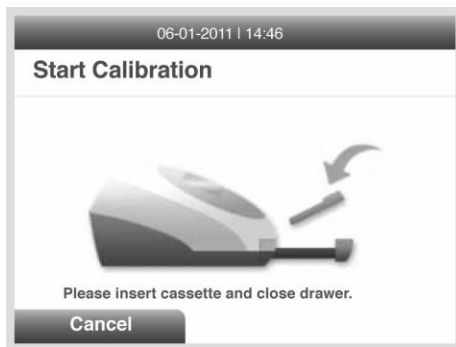 06-01-2011 | 14:46
Start Calibration
Please insert cassette and close drawer.
Cancel